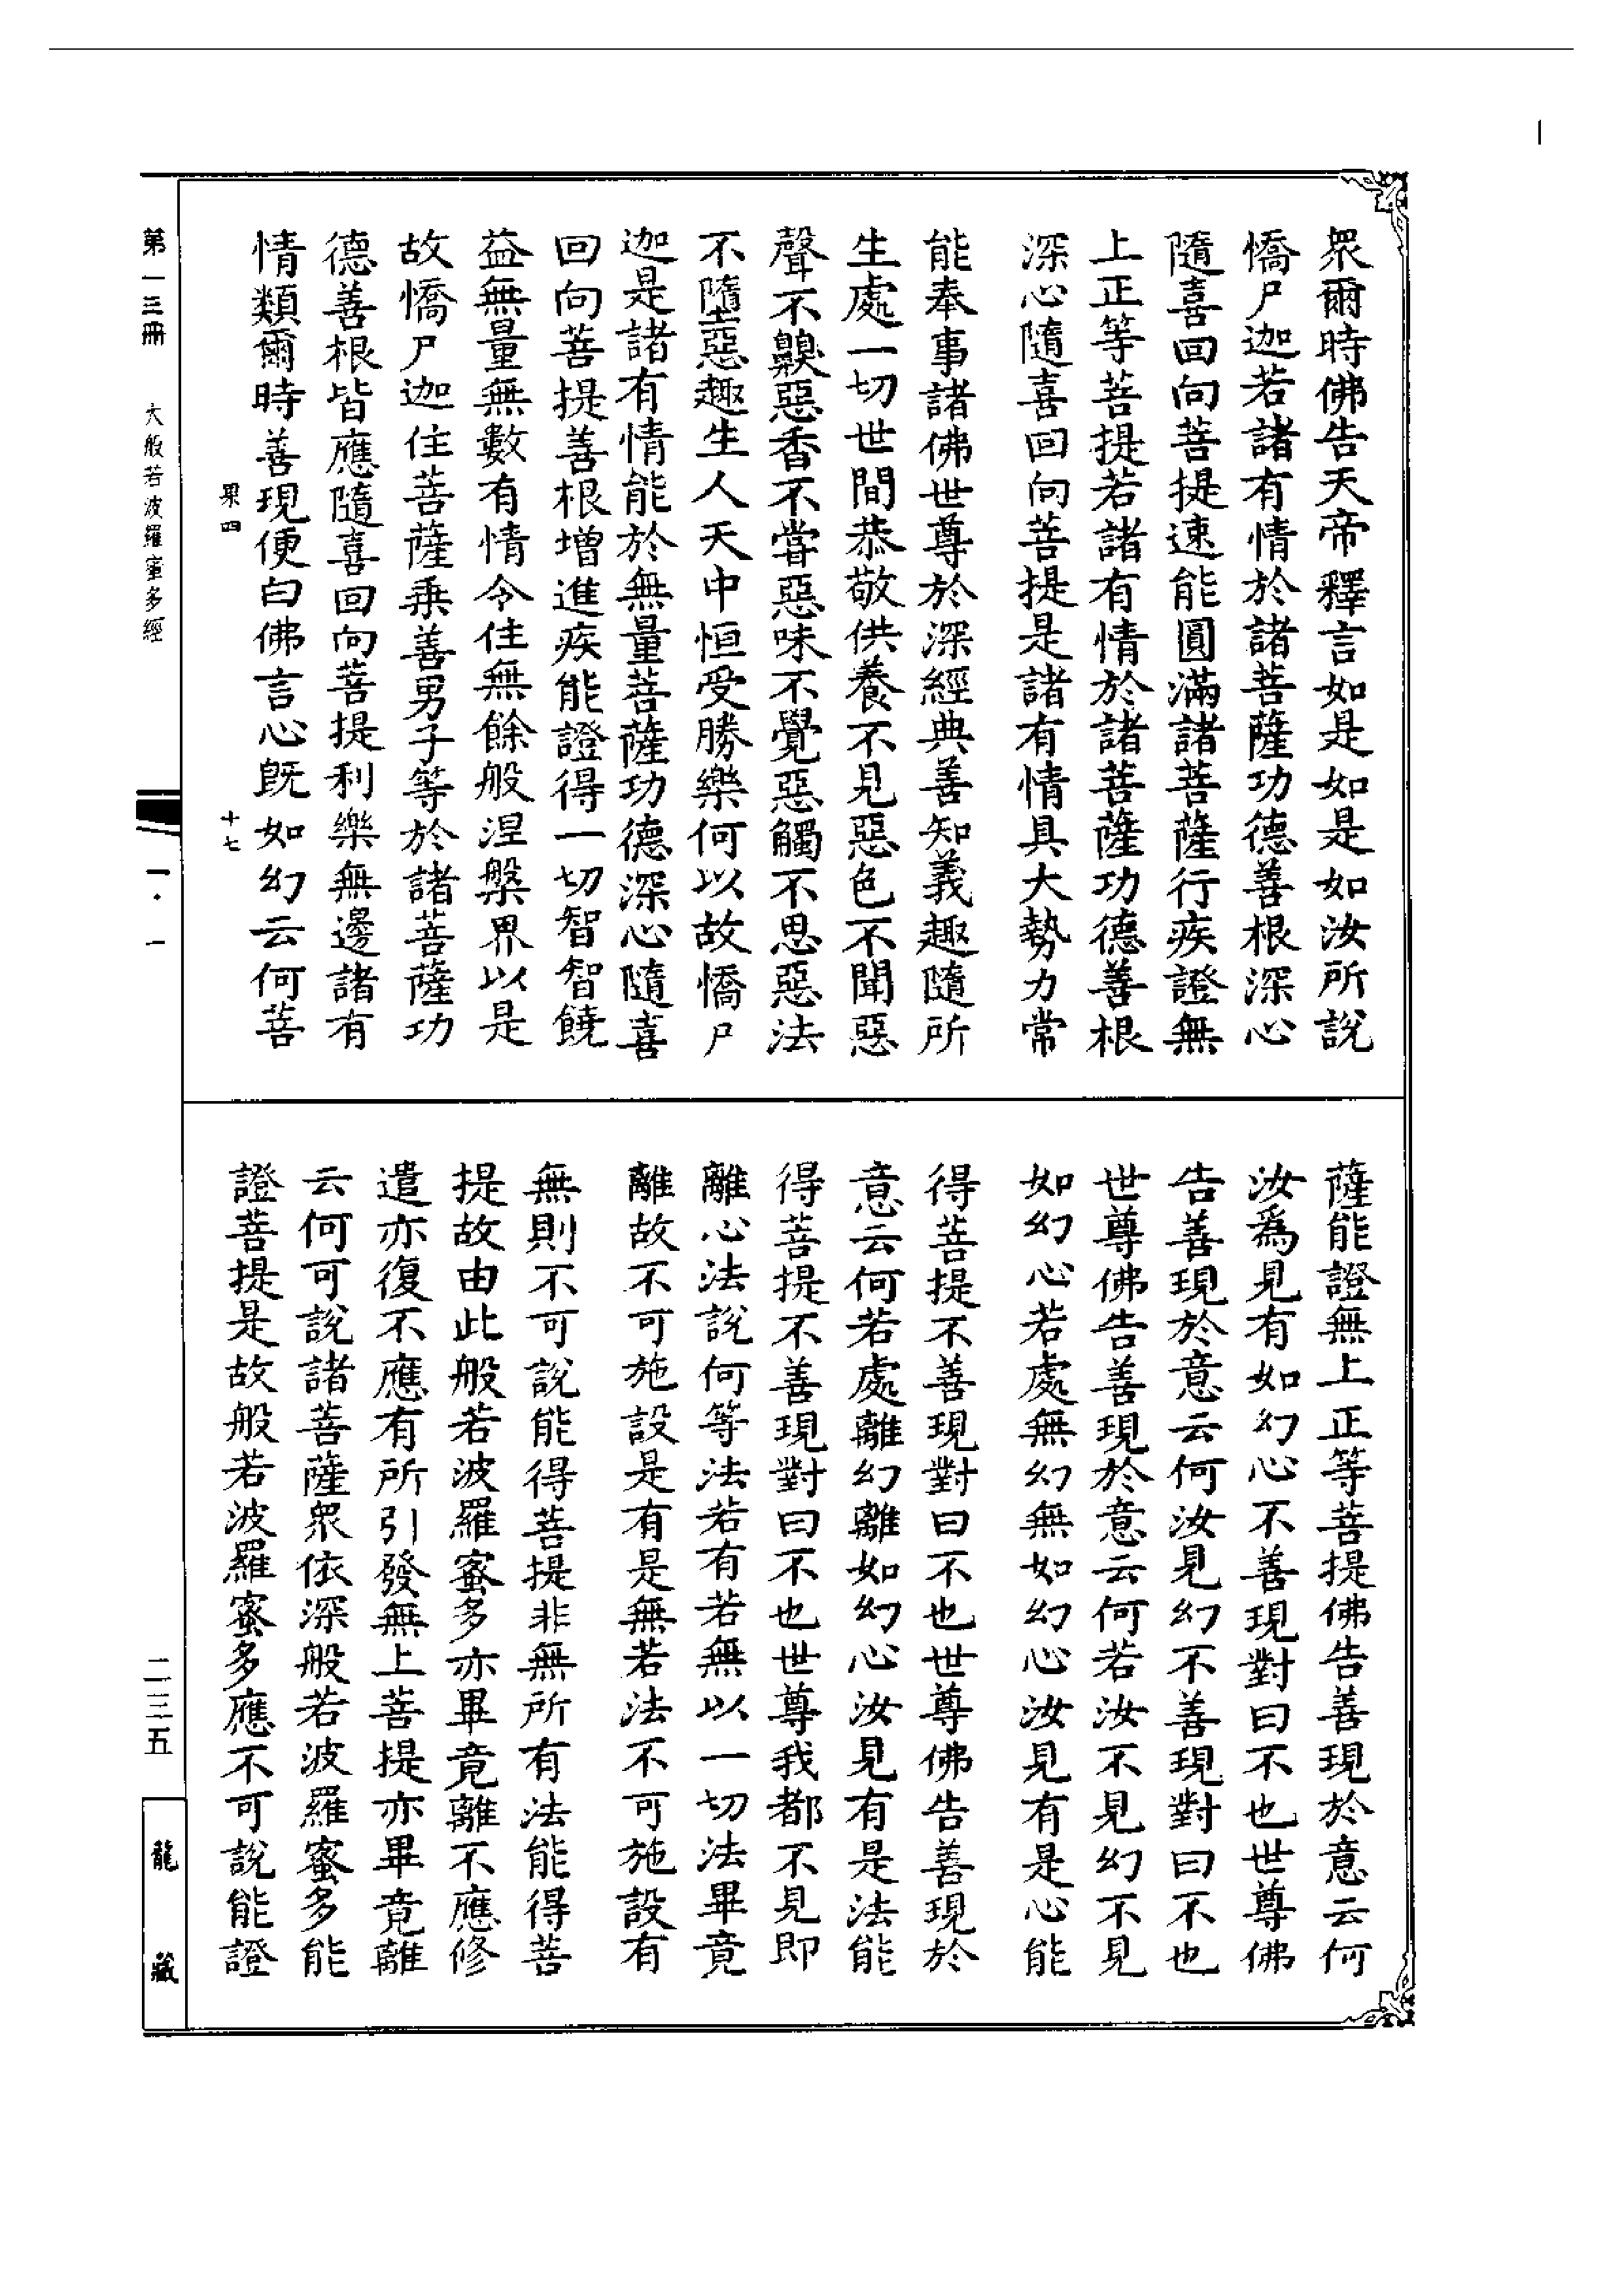 眾爾時佛告天帝釋言如是如是如汝所說
憍尸迦若諸有情於諸菩薩功德善根深心
隨喜回向菩提速能圓滿諸菩薩行疾證無
上正等菩提若諸有情於諸菩薩功德善根
深心隨喜回向菩提是諸有情具大勢力常
能奉事諸佛世尊於深經典善知義趣隨所
生處一切世間恭敬供養不見惡色不聞惡
聲不齅惡香不甞惡味不覺惡觸不思惡法
不墮惡趣生人天中恒受勝樂何以故憍尸
迦是諸有情能於無量菩薩功德深心隨喜
回向菩提善根增進疾能證得一切智智饒
益無量無數有情令住無餘般涅槃界以是
故憍尸迦住菩薩乘善男子等於諸菩薩功
德善根皆應隨喜回向菩提利樂無邊諸有
情類爾時善現便白佛言心既如幻云何菩
果四 十七
薩能證無上正等菩提佛告善現於意云何
汝爲見有如幻心不善現對曰不也世尊佛
告善現於意云何汝見幻不善現對曰不也
世尊佛告善現於意云何若汝不見幻不見
如幻心若處無幻無如幻心汝見有是心能
得菩提不善現對曰不也世尊佛告善現於
意云何若處離幻離如幻心汝見有是法能
得菩提不善現對曰不也世尊我都不見即
離心法說何等法若有若無以一切法畢竟
離故不可施設是有是無若法不可施設有
無則不可說能得菩提非無所有法能得菩
提故由此般若波羅蜜多亦畢竟離不應修
遣亦復不應有所引發無上菩提亦畢竟離
云何可說諸菩薩眾依深般若波羅蜜多能
證菩提是故般若波羅蜜多應不可說能證
第一三冊 大般若波羅蜜多經 一·一 二三五 龍藏